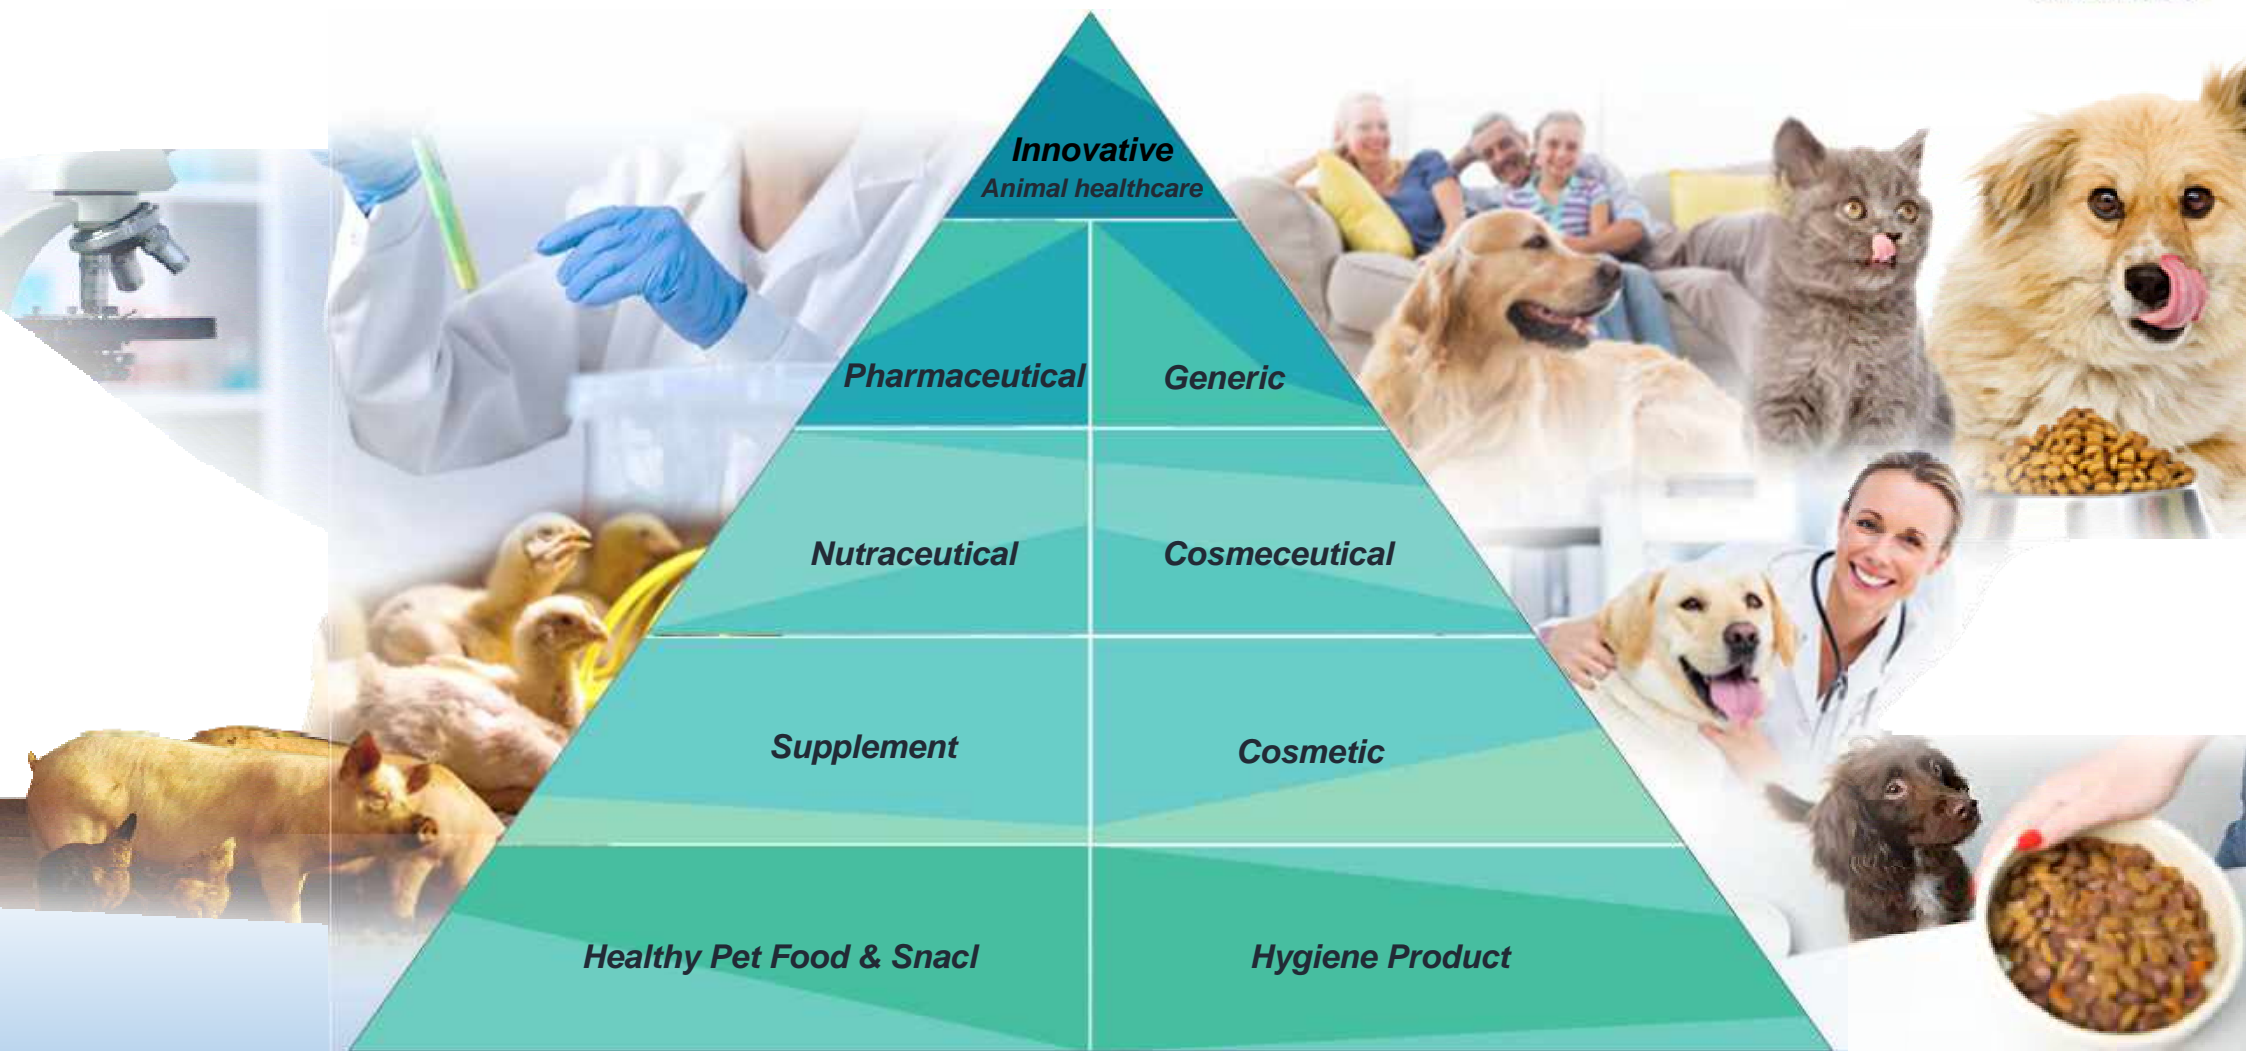 Innovative
Animal healthcare
Pharmaceutical
Generic
Nutraceutical
Cosmeceutical
Supplement
Cosmetic
Healthy Pet Food & Snacl
Hygiene Product